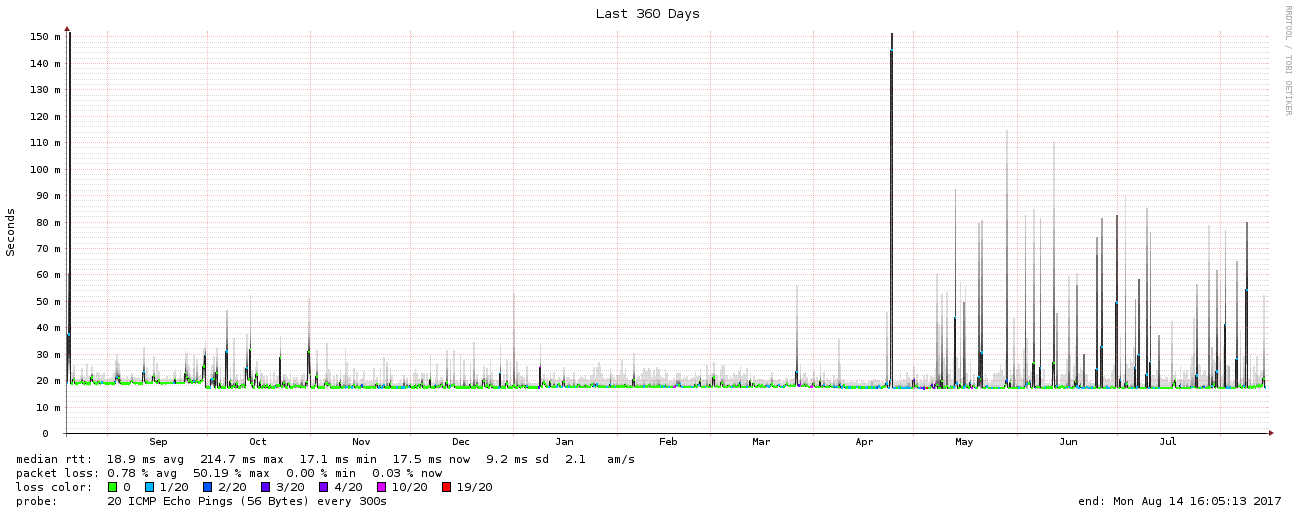 Last 360 Days
RRDTOOL / TOBI OETIKER
Seconds
150 m
140 m
130 m
120 m
110 m
100 m
90 m
80 m
70 m
60 m
50 m
40 m
30 m
20 m
10 m
0
Sep Oct Nov Dec Jan Feb Mar Apr May Jun Jul
median rtt: 18.9 ms avg 214.7 ms max 17.1 ms min 17.5 ms now 9.2 ms sd 2.1 am/s
packet loss: 0.78 % avg 50.19 % max 0.00 % min 0.03 % now
loss color: 0 1/20 2/20 3/20 4/20 10/20 19/20
probe: 20 ICMP Echo Pings (56 Bytes) every 300s end: Mon Aug 14 16:05:13 2017